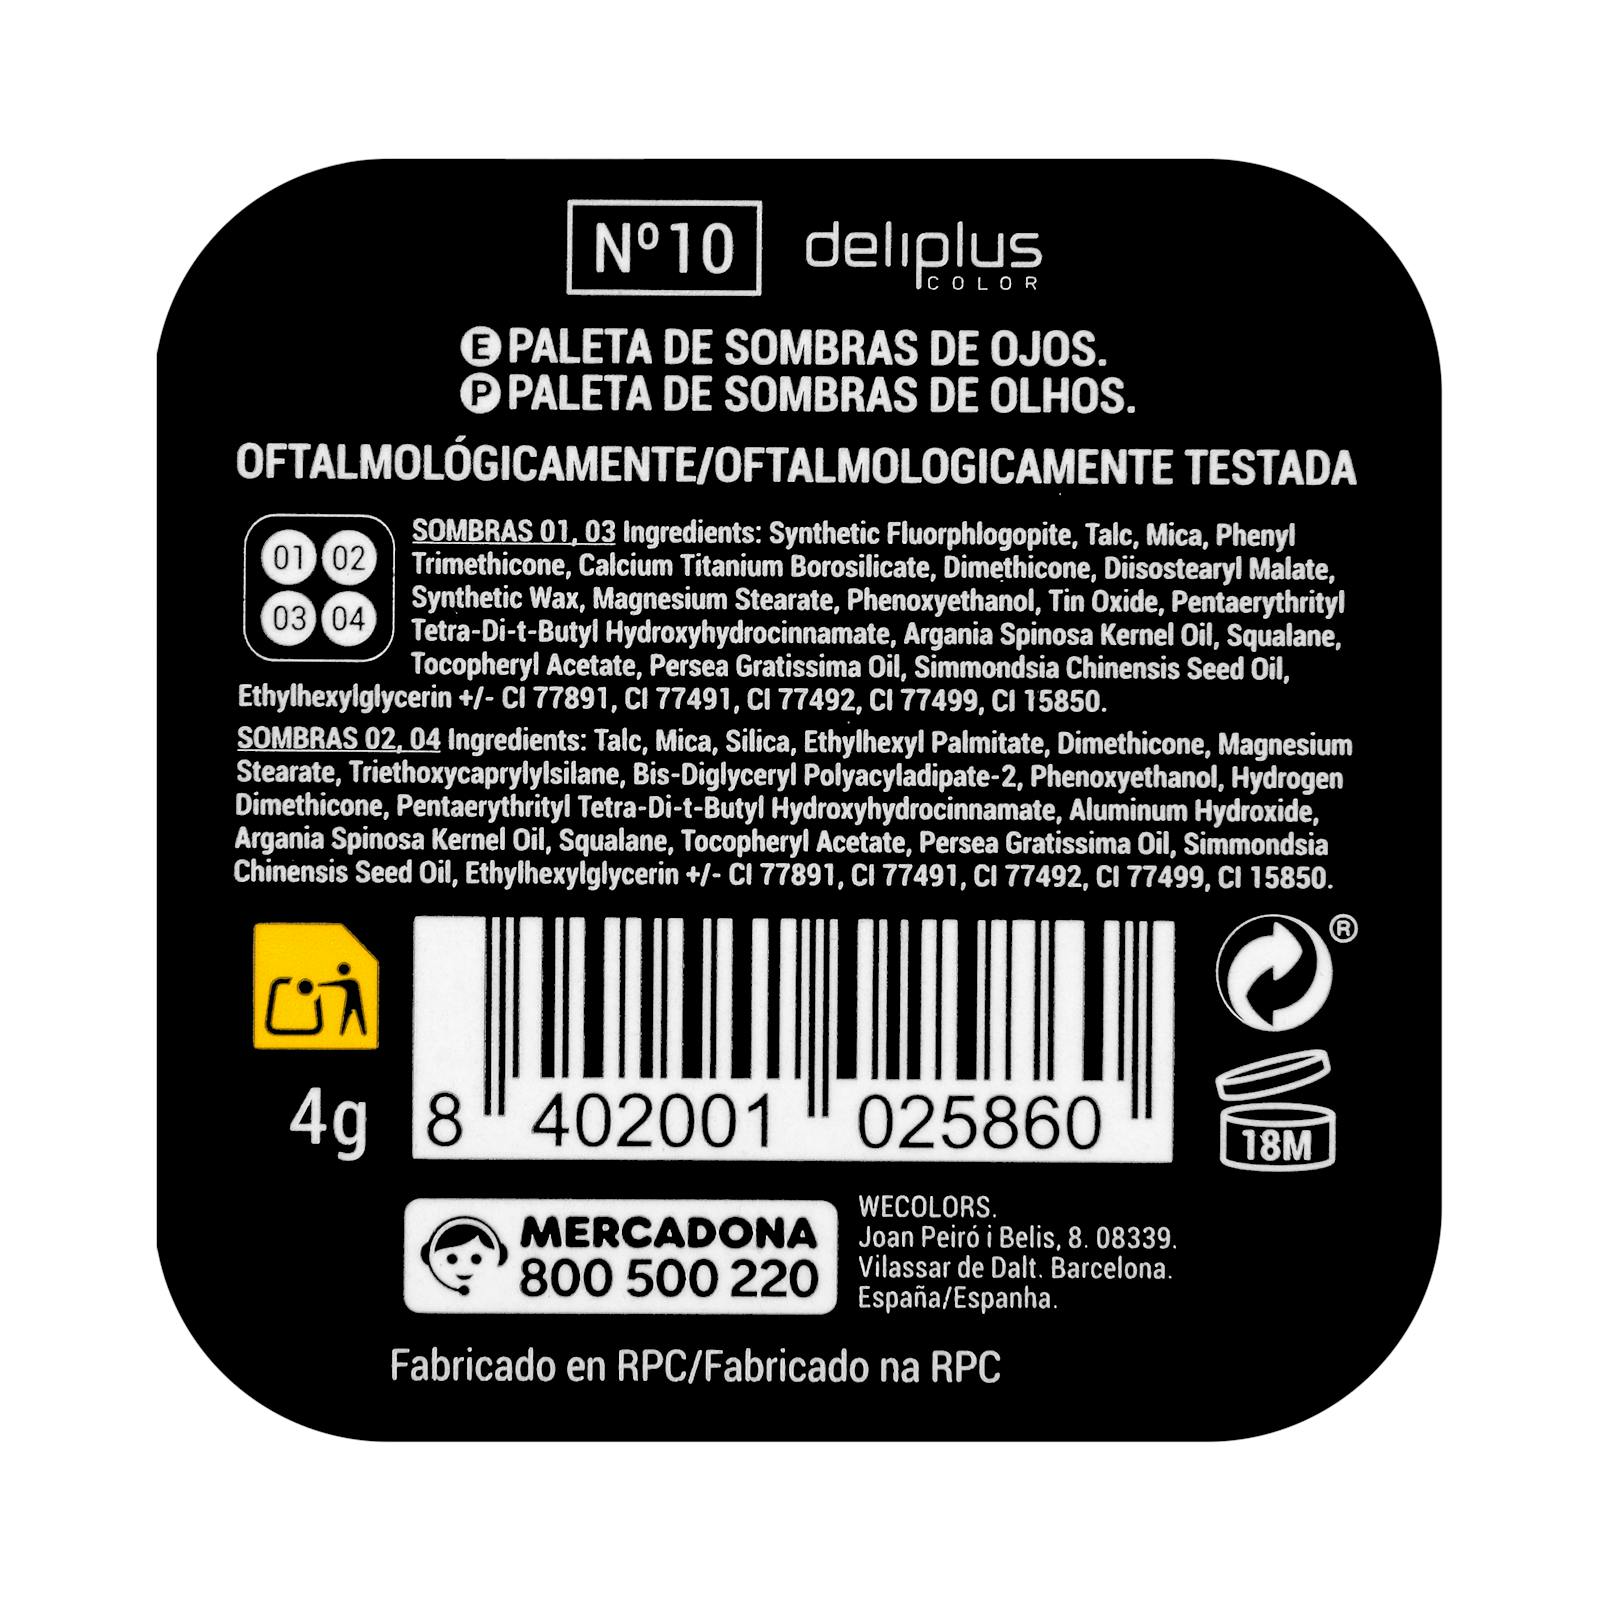 Nº10 deliplus
COLOR
E PALETA DE SOMBRAS DE OJOS.
P PALETA DE SOMBRAS DE OLHOS.
OFTALMOLÓGICAMENTE/OFTALMOLOGICAMENTE TESTADA
01 02
03 04
SOMBRAS 01, 03 Ingredients: Synthetic Fluorphlogopite, Talc, Mica, Phenyl
Trimethicone, Calcium Titanium Borosilicate, Dimethicone, Diisostearyl Malate,
Synthetic Wax, Magnesium Stearate, Phenoxyethanol, Tin Oxide, Pentaerythrityl
Tetra-Di-t-Butyl Hydroxyhydrocinnamate, Argania Spinosa Kernel Oil, Squalane,
Tocopheryl Acetate, Persea Gratissima Oil, Simmondsia Chinensis Seed Oil,
Ethylhexylglycerin +/- CI 77891, CI 77491, CI 77492, CI 77499, CI 15850.
SOMBRAS 02, 04 Ingredients: Talc, Mica, Silica, Ethylhexyl Palmitate, Dimethicone, Magnesium
Stearate, Triethoxycaprylylsilane, Bis-Diglyceryl Polyacyladipate-2, Phenoxyethanol, Hydrogen
Dimethicone, Pentaerythrityl Tetra-Di-t-Butyl Hydroxyhydrocinnamate, Aluminum Hydroxide,
Argania Spinosa Kernel Oil, Squalane, Tocopheryl Acetate, Persea Gratissima Oil, Simmondsia
Chinensis Seed Oil, Ethylhexylglycerin +/- CI 77891, CI 77491, CI 77492, CI 77499, CI 15850.
®
4g
8 402001 025860
18M
MERCADONA
800 500 220
WECOLORS.
Joan Peiró i Belis, 8. 08339.
Vilassar de Dalt. Barcelona.
España/Espanha.
Fabricado en RPC/Fabricado na RPC